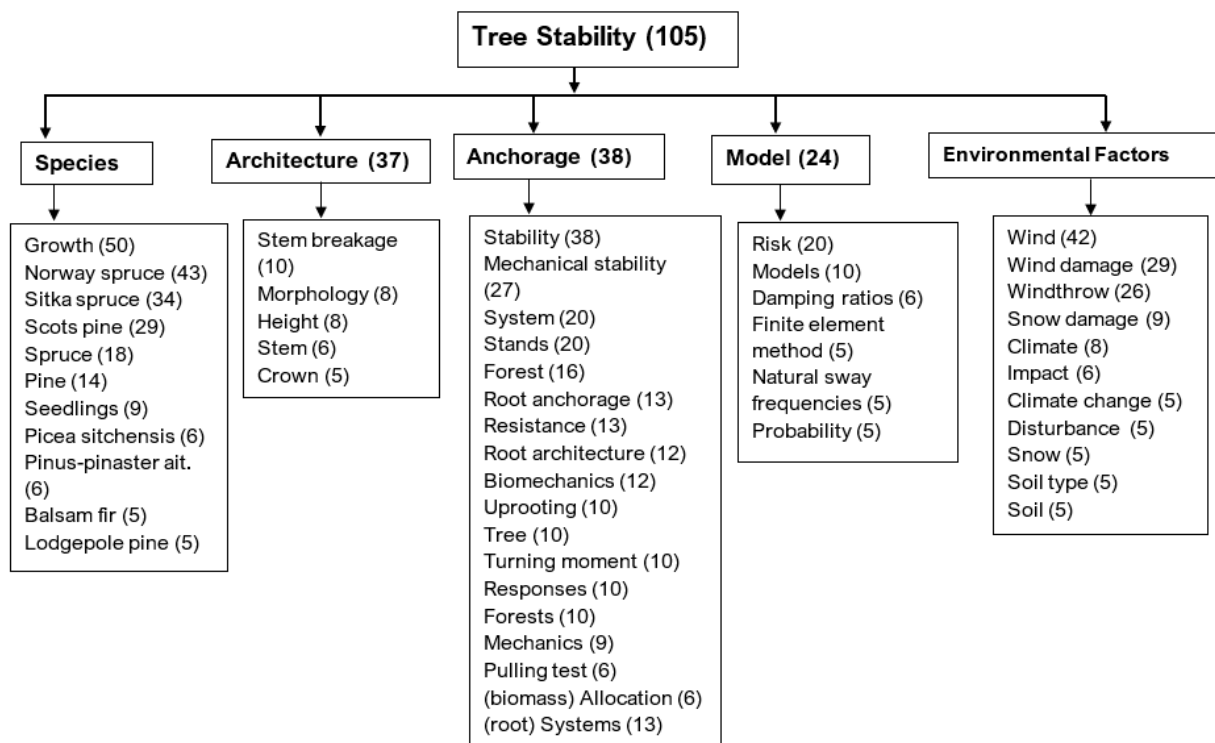 Tree Stability (105)
Species
Architecture (37)
Anchorage (38)
Model (24)
Environmental Factors
Growth (50)
Norway spruce (43)
Sitka spruce (34)
Scots pine (29)
Spruce (18)
Pine (14)
Seedlings (9)
Picea sitchensis (6)
Pinus-pinaster ait.
(6)
Balsam fir (5)
Lodgepole pine (5)
Stem breakage
(10)
Morphology (8)
Height (8)
Stem (6)
Crown (5)
Stability (38)
Mechanical stability
(27)
System (20)
Stands (20)
Forest (16)
Root anchorage (13)
Resistance (13)
Root architecture (12)
Biomechanics (12)
Uprooting (10)
Tree (10)
Turning moment (10)
Responses (10)
Forests (10)
Mechanics (9)
Pulling test (6)
(biomass) Allocation (6)
(root) Systems (13)
Risk (20)
Models (10)
Damping ratios (6)
Finite element
method (5)
Natural sway
frequencies (5)
Probability (5)
Wind (42)
Wind damage (29)
Windthrow (26)
Snow damage (9)
Climate (8)
Impact (6)
Climate change (5)
Disturbance (5)
Snow (5)
Soil type (5)
Soil (5)